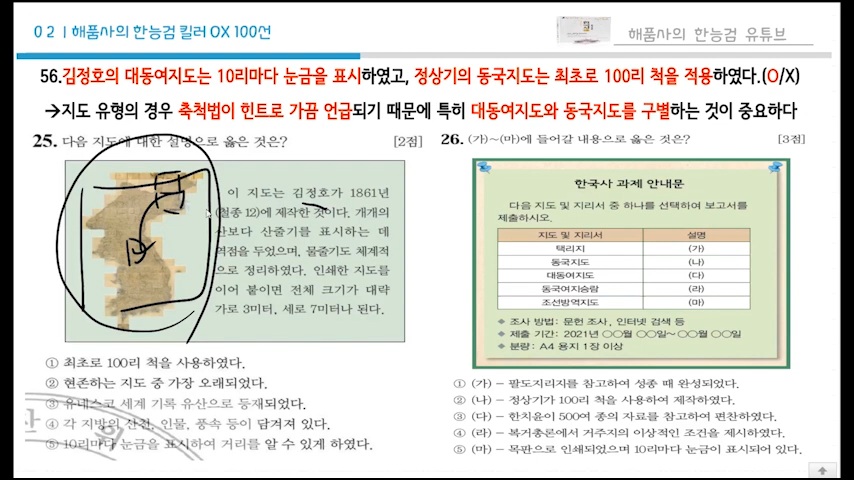 02 | 해품사의 한능검 킬러 OX 100선
해품사의 한능검 유튜브
56.김정호의 대동여지도는 10리마다 눈금을 표시하였고, 정상기의 동국지도는 최초로 100리 척을 적용하였다.(O/X)
→지도 유형의 경우 축척법이 힌트로 가끔 언급되기 때문에 특히 대동여지도와 동국지도를 구별하는 것이 중요하다
25. 다음 지도에 대한 설명으로 옳은 것은? [2점]
이 지도는 김정호가 1861년
(철종 12)에 제작한 것이다. 개개의
산보다 산줄기를 표시하는 데
역점을 두었으며, 물줄기도 체계적
으로 정리하였다. 인쇄한 지도를
이어 붙이면 전체 크기가 대략
가로 3미터, 세로 7미터나 된다.
① 최초로 100리 척을 사용하였다.
② 현존하는 지도 중 가장 오래되었다.
③ 유네스코 세계 기록 유산으로 등재되었다.
④ 각 지방의 산천, 인물, 풍속 등이 담겨져 있다.
⑤ 10리마다 눈금을 표시하여 거리를 알 수 있게 하였다.
26. (가)~(마)에 들어갈 내용으로 옳은 것은? [3점]
한국사 과제 안내문
다음 지도 및 지리서 중 하나를 선택하여 보고서를
제출하시오.
지도 및 지리서 설명
택리지 (가)
동국지도 (나)
대동여지도 (다)
동국여지승람 (라)
조선방역지도 (마)
◆ 조사 방법: 문헌 조사, 인터넷 검색 등
◆ 제출 기간: 2021년 ○○월 ○○일~○○월 ○○일
◆ 분량: A4 용지 1장 이상
① (가) - 팔도지리지를 참고하여 성종 때 완성되었다.
② (나) - 정상기가 100리 척을 사용하여 제작하였다.
③ (다) - 한치윤이 500여 종의 자료를 참고하여 편찬하였다.
④ (라) - 복거총론에서 거주지의 이상적인 조건을 제시하였다.
⑤ (마) - 목판으로 인쇄되었으며 10리마다 눈금이 표시되어 있다.